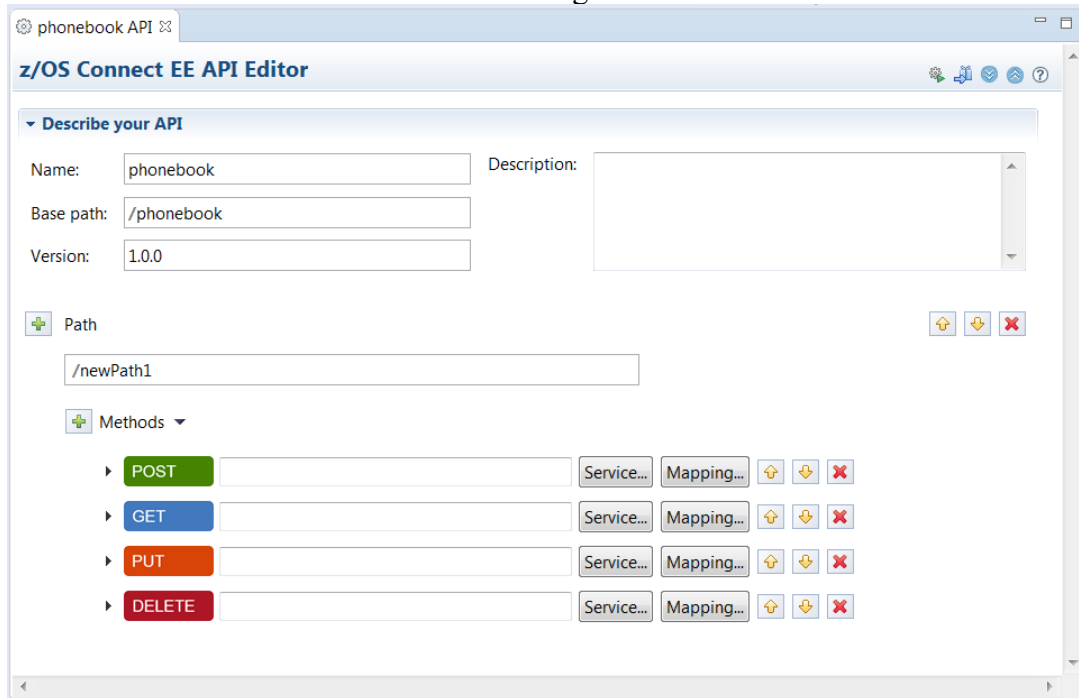 phonebook API
z/OS Connect EE API Editor
Describe your API
Name: phonebook Description:
Base path: /phonebook
Version: 1.0.0
Path
/newPath1
Methods
POST Service... Mapping...
GET Service... Mapping...
PUT Service... Mapping...
DELETE Service... Mapping...